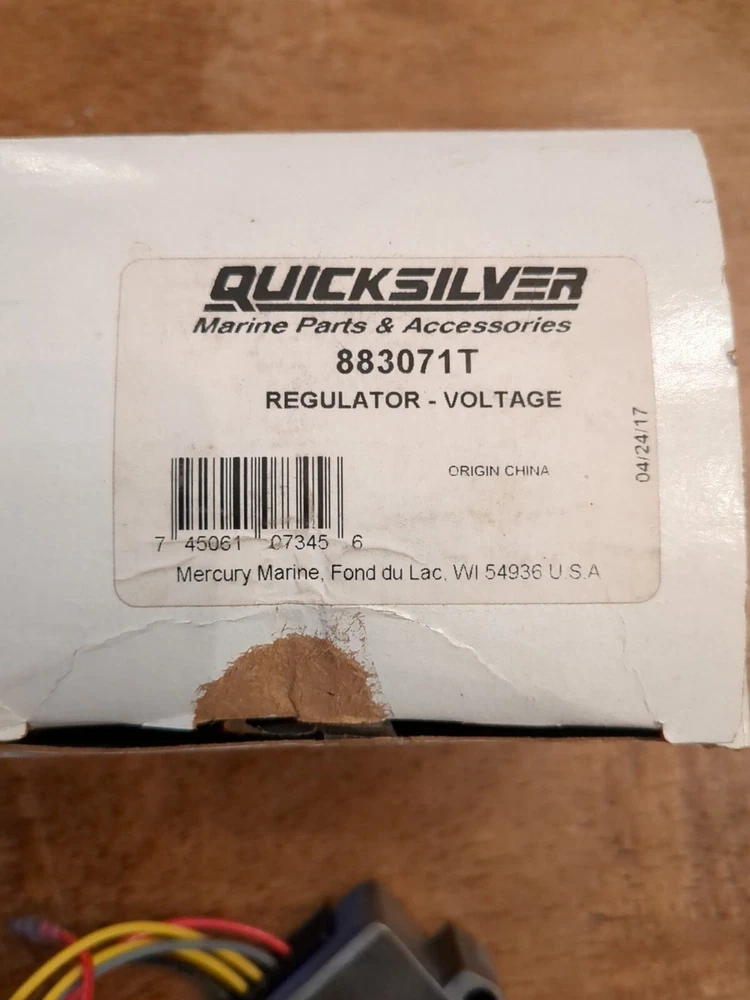 QUICKSILVER
Marine Parts & Accessories
883071T
REGULATOR - VOLTAGE
ORIGIN CHINA
04/24/17
7 45061 07345 6
Mercury Marine, Fond du Lac, WI 54936 U.S.A